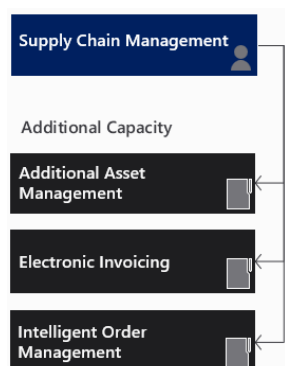 Supply Chain Management
Additional Capacity
Additional Asset
Management
Electronic Invoicing
Intelligent Order
Management